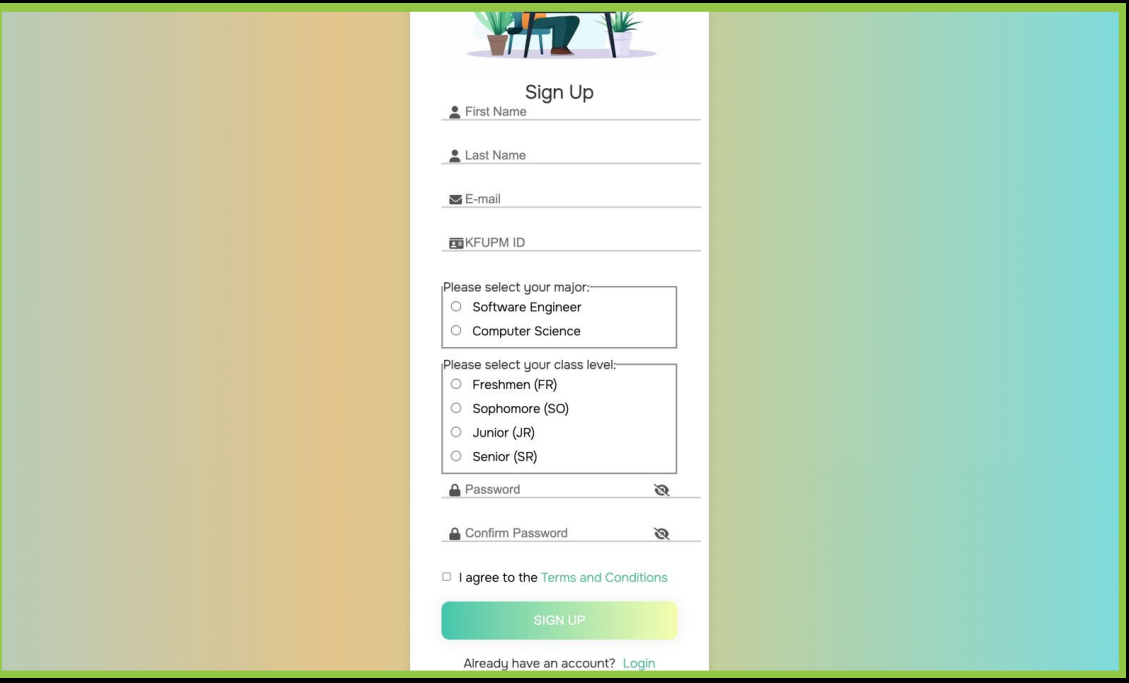 Sign Up
First Name
Last Name
E-mail
KFUPM ID
Please select your major:
Software Engineer
Computer Science
Please select your class level:
Freshmen (FR)
Sophomore (SO)
Junior (JR)
Senior (SR)
Password
Confirm Password
I agree to the Terms and Conditions
SIGN UP
Already have an account? Login